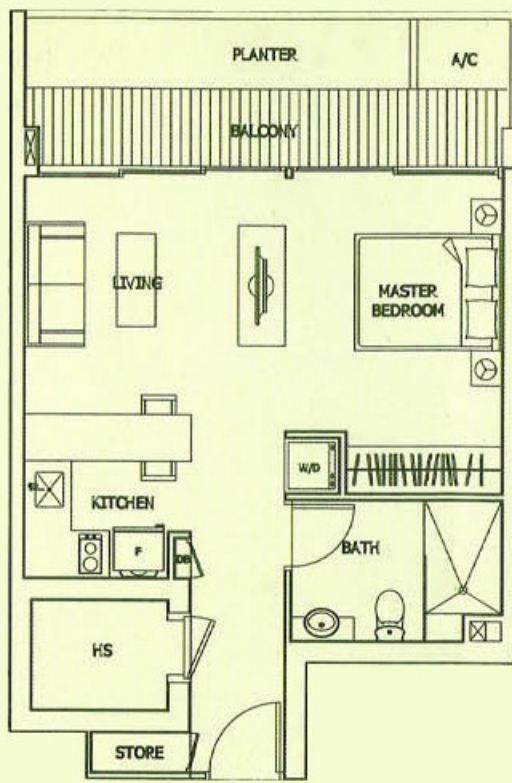 PLANTER
A/C
BALCONY
LIVING
MASTER
BEDROOM
W/D
KITCHEN
F
DB
BATH
HS
STORE